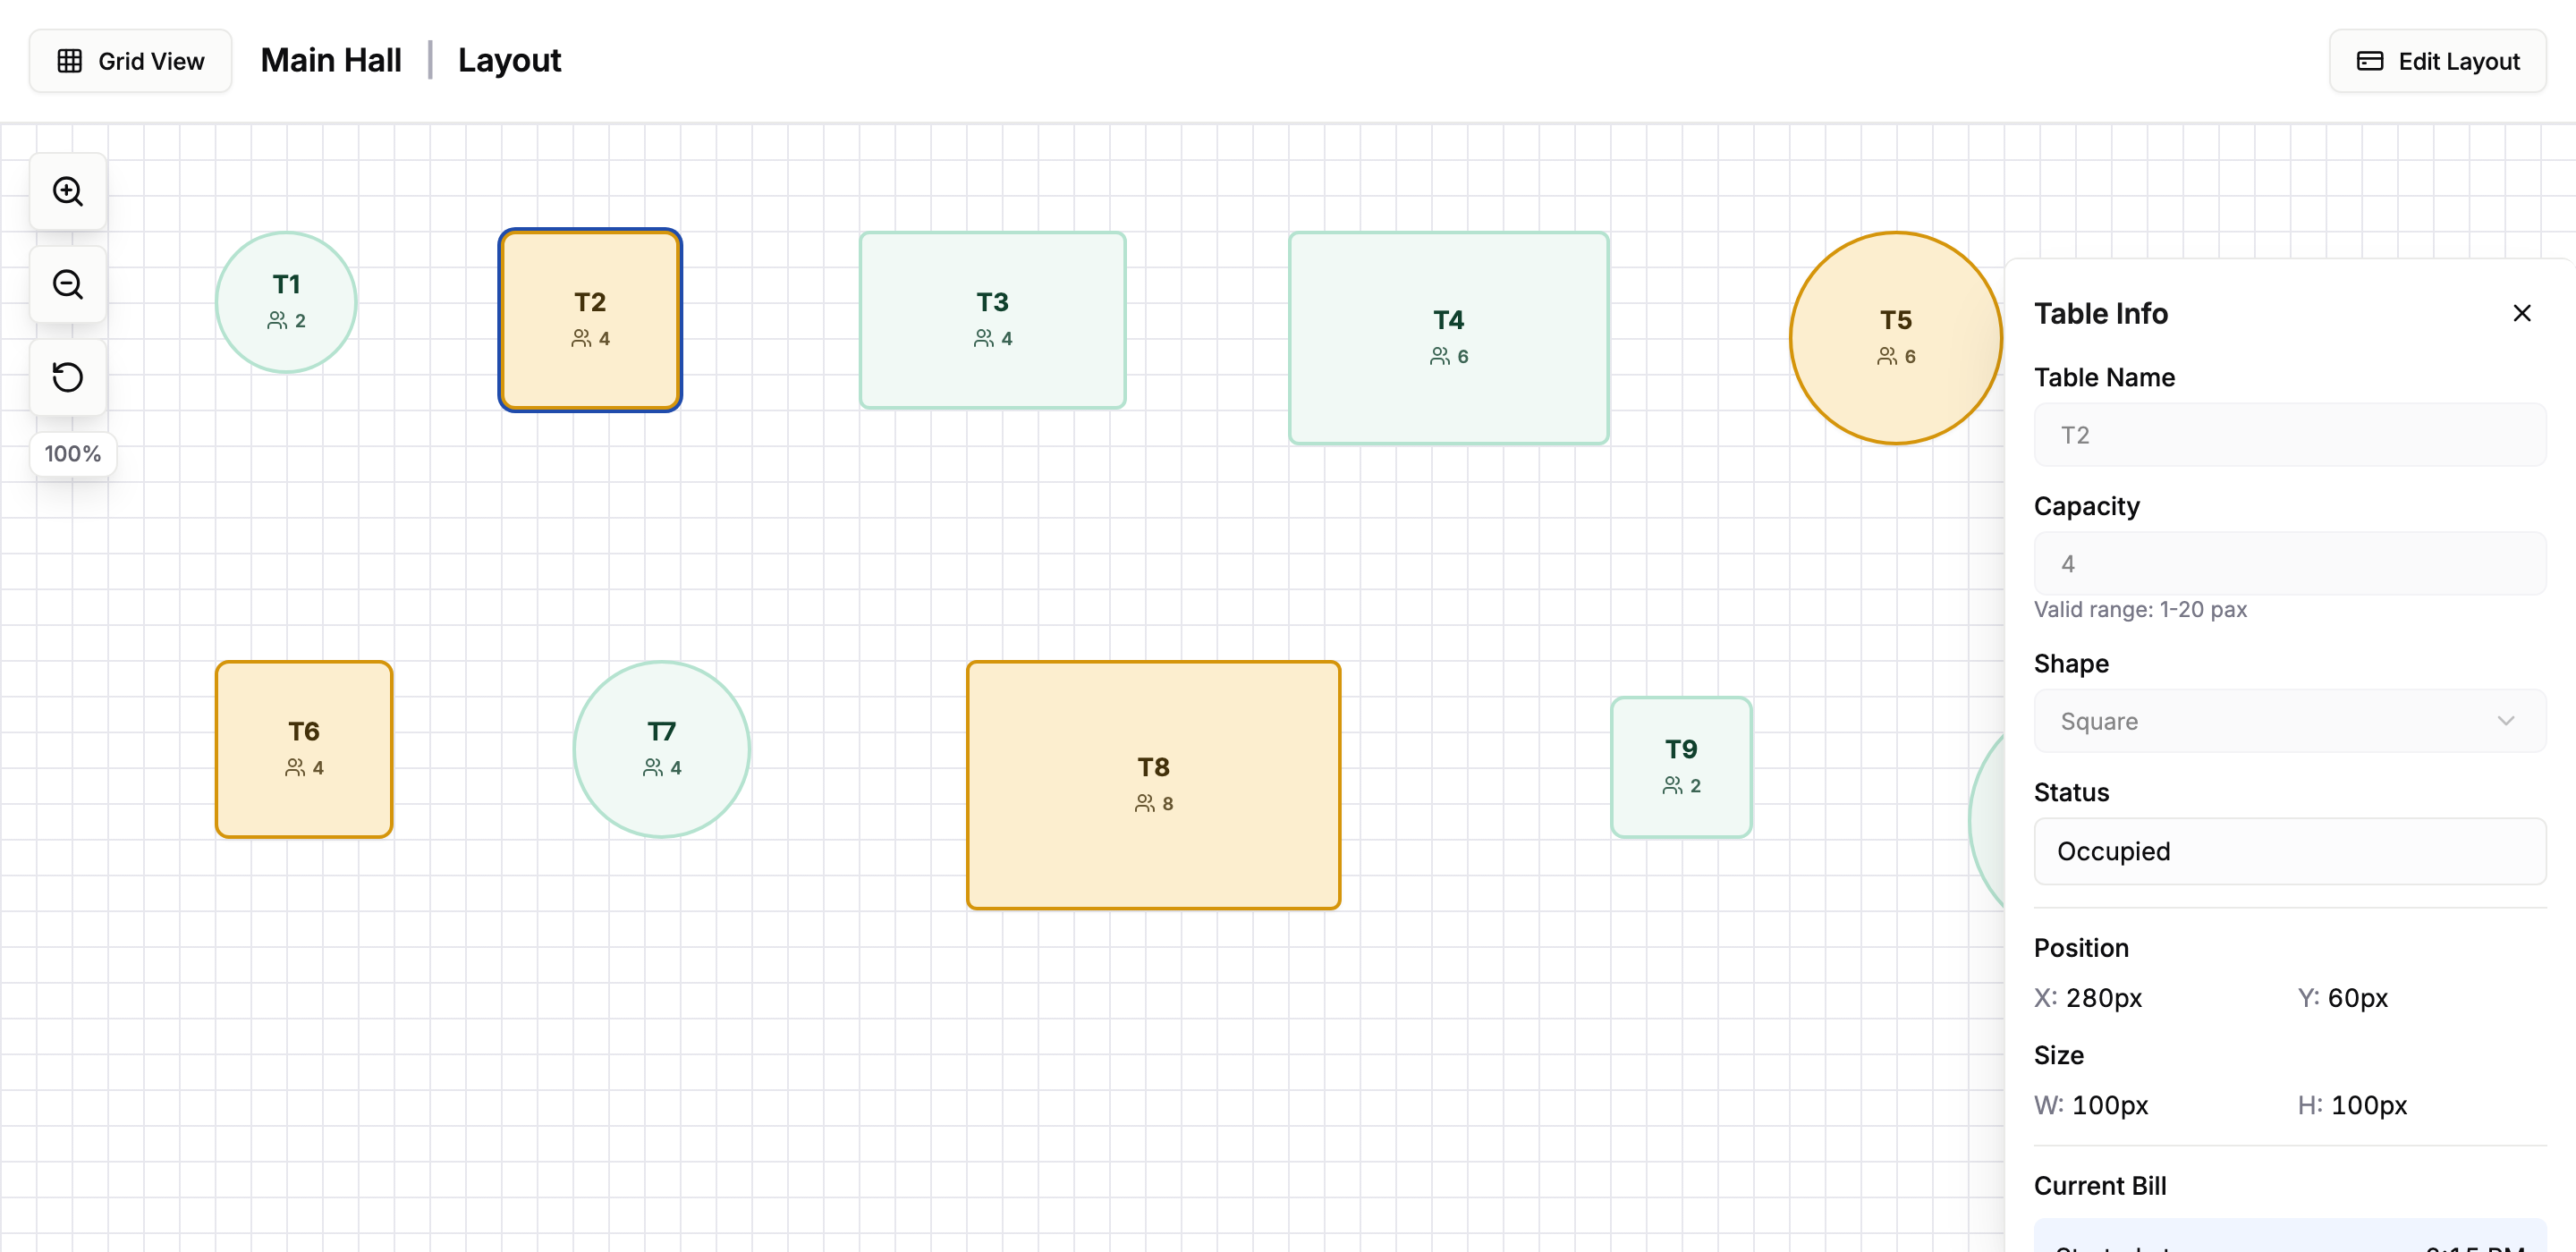 Grid View
Main Hall
Layout
Edit Layout
100%
T1
2
T2
4
T3
4
T4
6
T5
6
T6
4
T7
4
T8
8
T9
2
Table Info
Table Name
T2
Capacity
4
Valid range: 1-20 pax
Shape
Square
Status
Occupied
Position
X: 280px Y: 60px
Size
W: 100px H: 100px
Current Bill